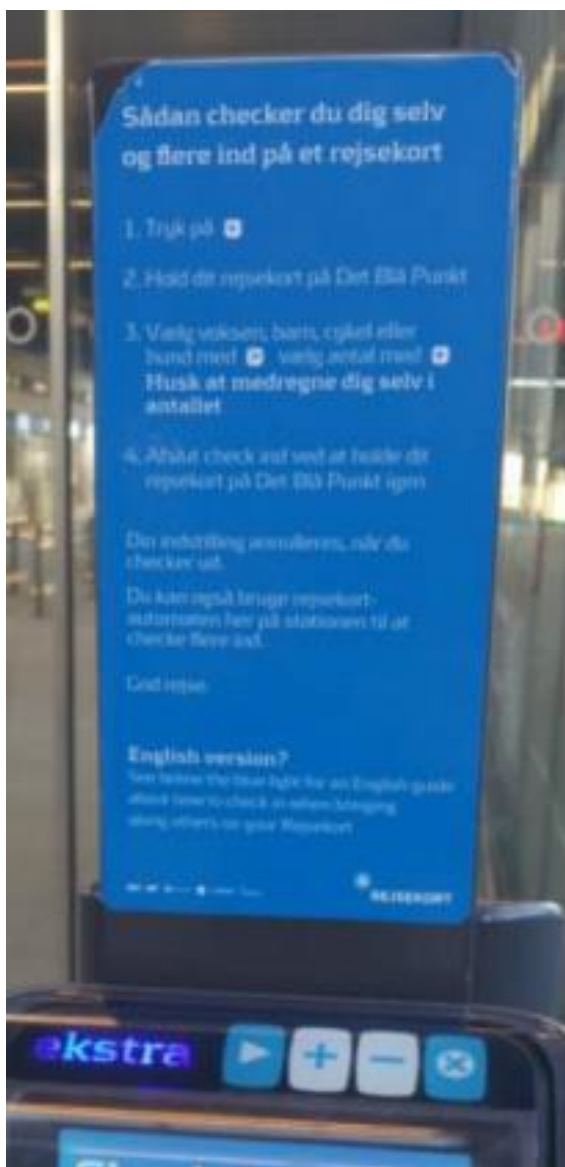 Sådan checker du dig selv
og flere ind på et rejsekort
1. Tryk på +
2. Hold dit rejsekort på Det Blå Punkt
3. Vælg voksen, barn, cykel eller
hund med vælg antal med +
Husk at medregne dig selv i
antallet
4. Afslut check ind ved at holde dit
rejsekort på Det Blå Punkt igen
Din indstilling annulleres, når du
checker ud.
Du kan også bruge rejsekort-
automaten her på stationen til at
checke flere ind.
God rejse
English version?
See below the blue light for an English guide
about how to check in when bringing
along others on your Rejsekort
REJSEKORT
ekstra